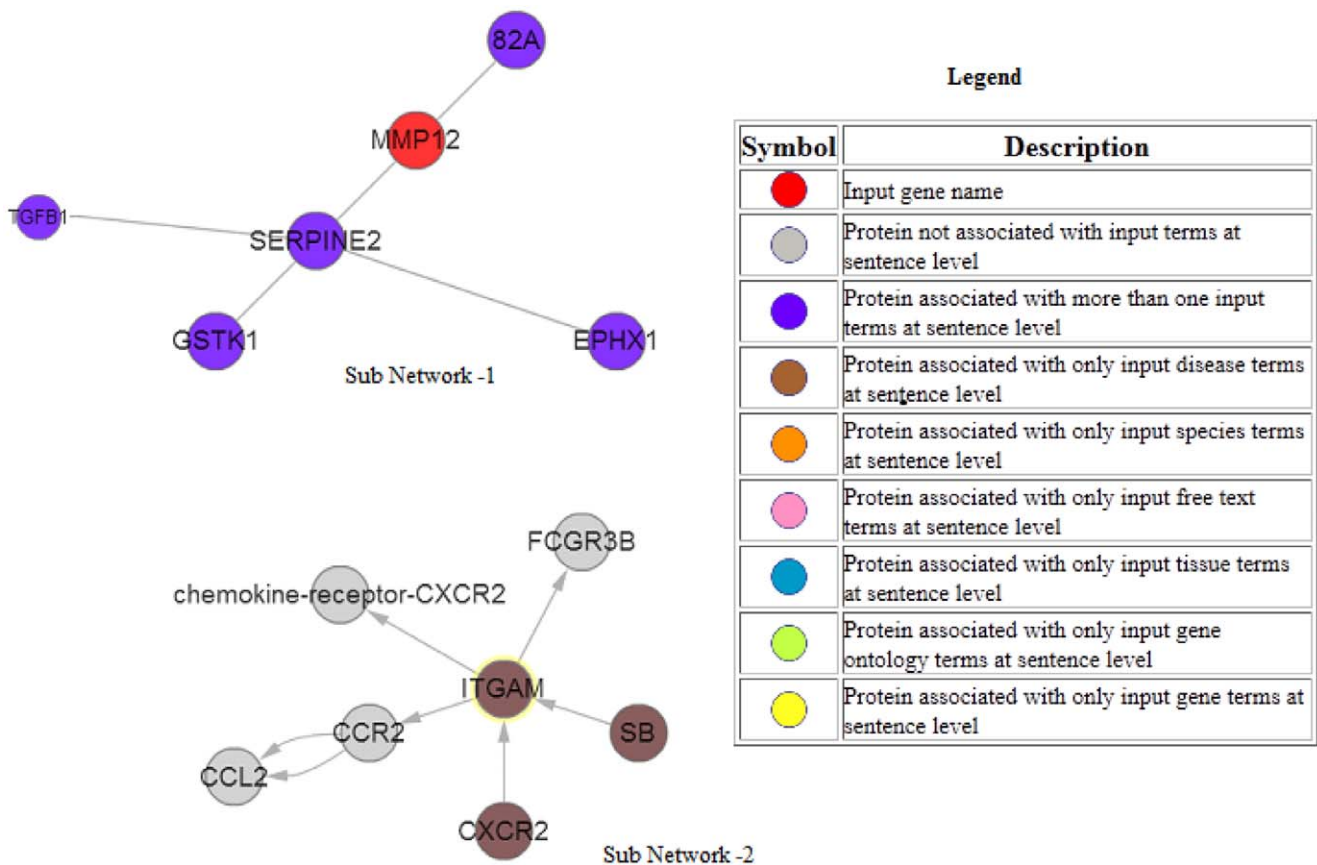 82A
MMP12
TGFB1
SERPINE2
GSTK1
EPHX1
Sub Network -1
FCGR3B
chemokine-receptor-CXCR2
ITGAM
CCR2
SB
CCL2
CXCR2
Sub Network -2
Legend
Symbol Description
Input gene name
Protein not associated with input terms at
sentence level
Protein associated with more than one input
terms at sentence level
Protein associated with only input disease terms
at sentence level
Protein associated with only input species terms
at sentence level
Protein associated with only input free text
terms at sentence level
Protein associated with only input tissue terms
at sentence level
Protein associated with only input gene
ontology terms at sentence level
Protein associated with only input gene terms at
sentence level